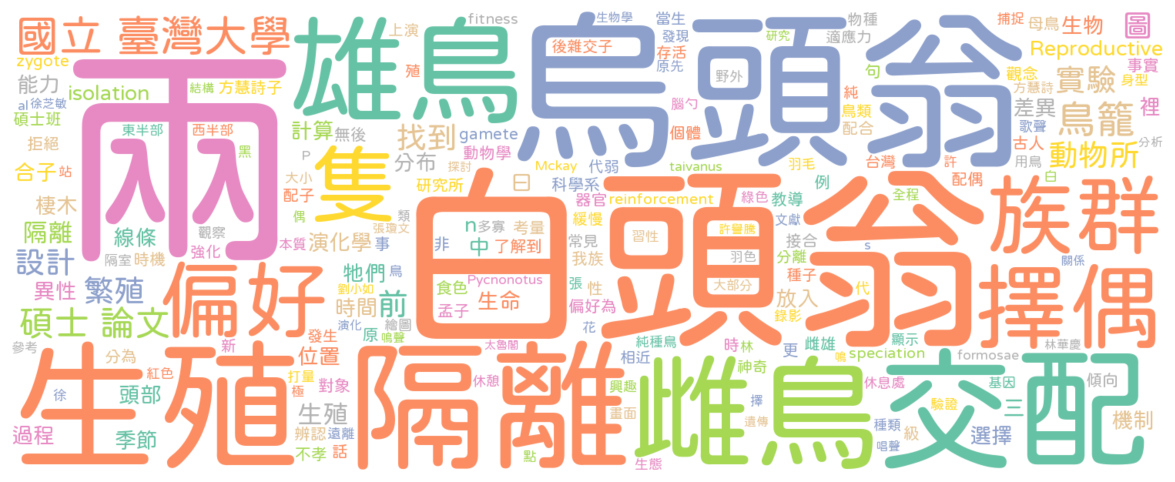 國立 臺灣大學
雄鳥
上演
fitness
烏頭翁
生物學
當生
發現
存活
原先
後雜交子
研究
野外
物種
適應力
捕捉
母鳥
生物
圖
Reproductive
zygote
能力
結構
方慧詩子
isolation
al
徐芝敏
碩士班
殖
腦勺
句
觀念
方慧詩
實驗
事實
身型
純
鳥類
配合
差異
裡
鳥籠
歌聲
古人
分析
兩
東半部
西半部
黑
計算
無後
找到
gamete
個體
用鳥
動物所
拒絕
合子
站
P
大小
配子
隻
分布
動物學
探討
Mckay
代弱
taivanus
羽毛
台灣
許
配偶
白
研究所
日
科學系
器官
reinforcement
教導
例
綠色
全程
棲木
偶
類
張瓊文
白頭翁
族群
隔離
線條
觀察
強化
本質
演化學
事
非
n
多寡
考量
中
了解到
緩慢
常見
我族
習性
羽色
許譽騰
文獻
接合
分離
s
關係
設計
隔室
時機
偏好
牠們
鳥
劉小如
時間
前
食色
孟子
Pycnonotus
生命
張
性
偏好為
花
大部分
種子
放入
錄影
代
擇偶
異性
繁殖
碩士 論文
新
發生
演化
繪圖
鳴聲
原
太魯閣
純種鳥
相近
時
林
更
雌雄
鳴
顯示
speciation
formosae
林華慶
參考
分為
紅色
位置
打量
極
對象
生殖
隔離
休憩
興趣
畫面
神奇
擇
遺傳
休息處
驗證
基因
傾向
徐
頭部
生殖
辨認
遠離
不孝
話
點
雌鳥
生態
種類
唱聲
級
選擇
交配
三
機制
過程
季節